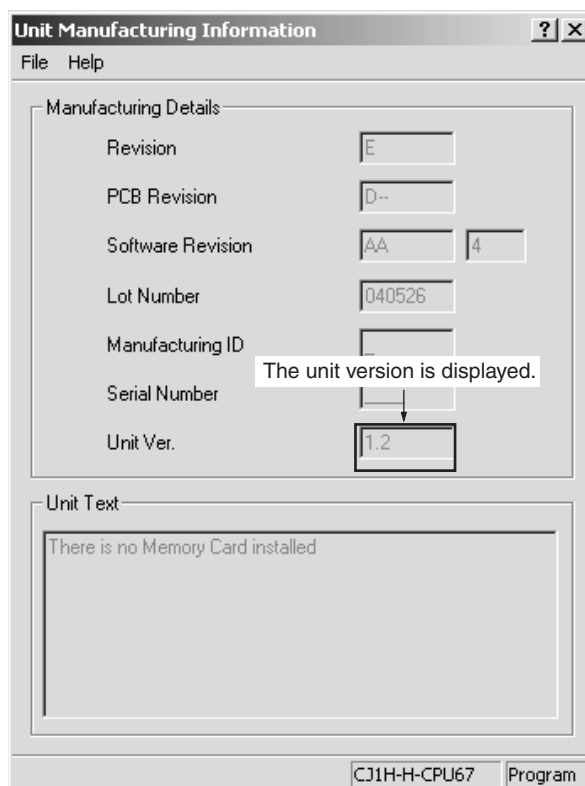 Unit Manufacturing Information ? ×
File Help
Manufacturing Details
Revision E
PCB Revision D--
Software Revision AA 4
Lot Number 040526
Manufacturing ID _
The unit version is displayed.
Serial Number ____
Unit Ver. 1.2
Unit Text
There is no Memory Card installed
CJ1H-H-CPU67 Program